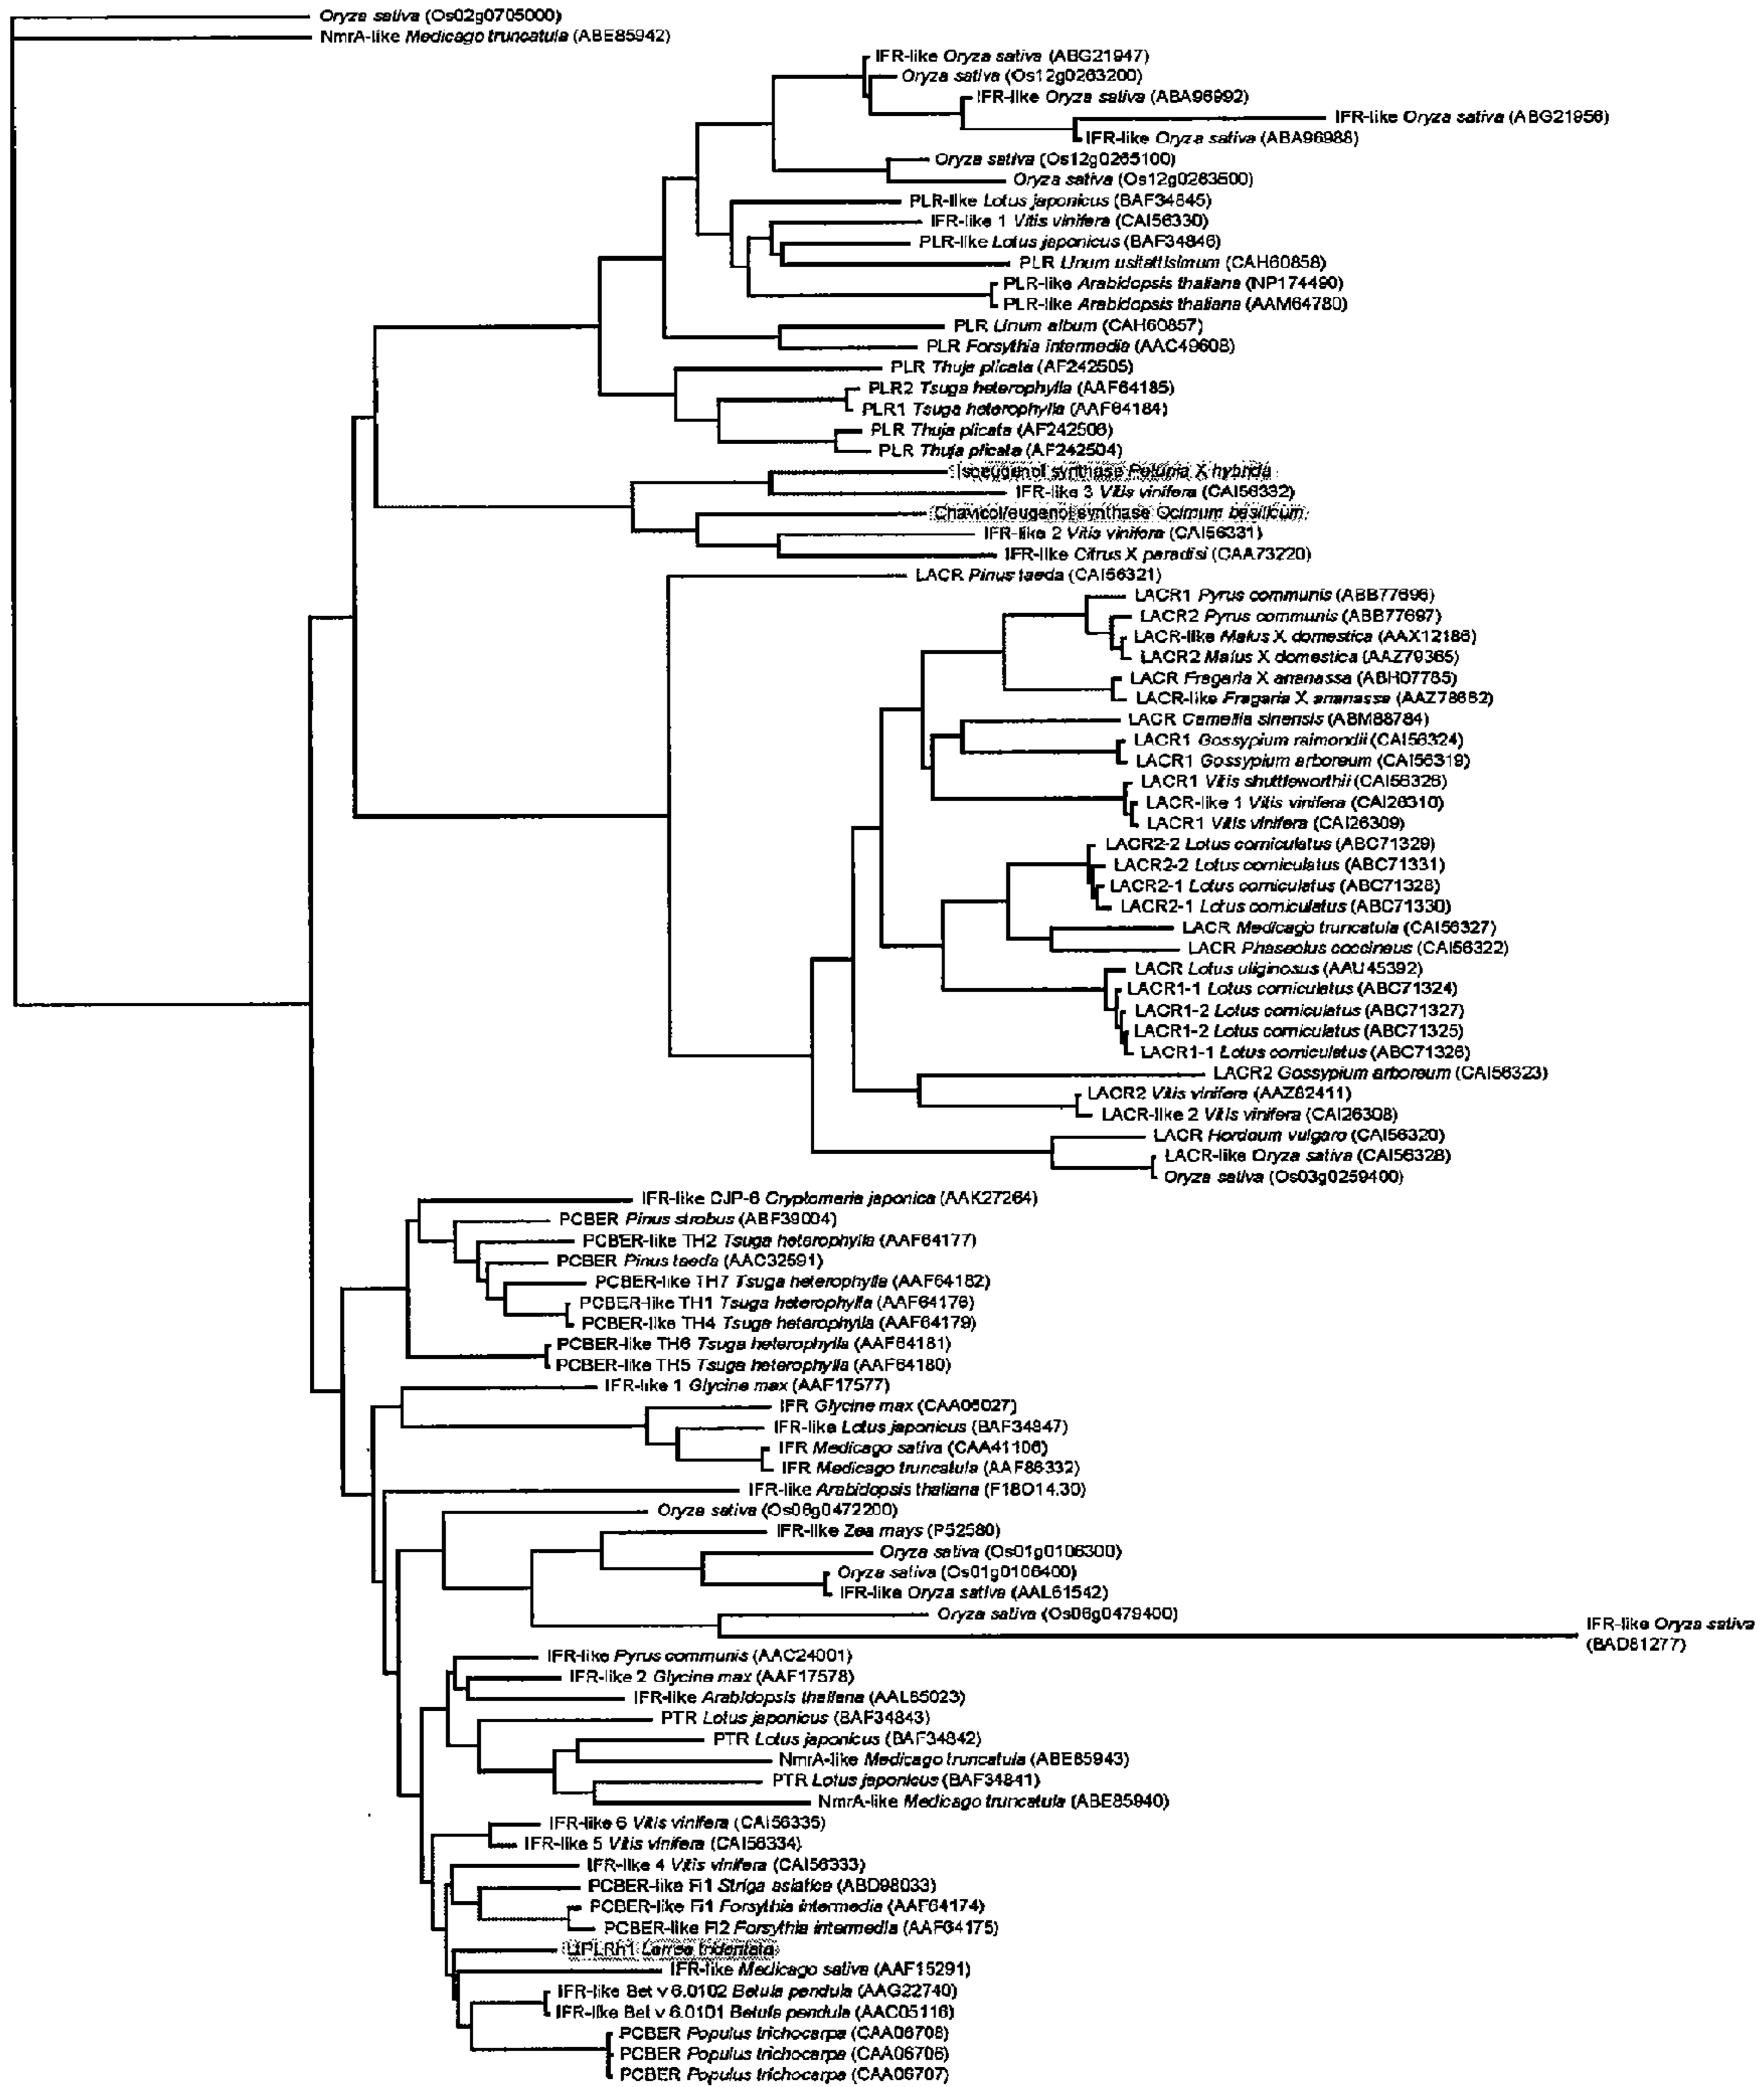 Oryza sativa (Os02g0705000)
NmrA-like Medicago truncatula (ABE85942)
IFR-like Oryza sativa (ABG21947)
Oryza sativa (Os12g0263200)
IFR-like Oryza sativa (ABA96992)
IFR-like Oryza sativa (ABG21956)
IFR-like Oryza sativa (ABA96988)
Oryza sativa (Os12g0265100)
Oryza sativa (Os12g0263500)
PLR-like Lotus japonicus (BAF34845)
IFR-like 1 Vitis vinifera (CAI56330)
PLR-like Lotus japonicus (BAF34846)
PLR Linum usitatissimum (CAH60858)
PLR-like Arabidopsis thaliana (NP174490)
PLR-like Arabidopsis thaliana (AAM64780)
PLR Linum album (CAH60857)
PLR Forsythia intermedia (AAC49608)
PLR Thuja plicata (AF242505)
PLR2 Tsuga heterophylla (AAF64185)
PLR1 Tsuga heterophylla (AAF64184)
PLR Thuja plicata (AF242506)
PLR Thuja plicata (AF242504)
Isoeugenol synthase Petunia X hybrida
IFR-like 3 Vitis vinifera (CAI56332)
Chavicol/eugenol synthase Ocimum basilicum
IFR-like 2 Vitis vinifera (CAI56331)
IFR-like Citrus X paradisi (CAA73220)
LACR Pinus taeda (CAI56321)
LACR1 Pyrus communis (ABB77696)
LACR2 Pyrus communis (ABB77697)
LACR-like Malus X domestica (AAX12186)
LACR2 Malus X domestica (AAZ79365)
LACR Fragaria X ananassa (ABH07785)
LACR-like Fragaria X ananassa (AAZ78662)
LACR Camellia sinensis (ABM88784)
LACR1 Gossypium raimondii (CAI56324)
LACR1 Gossypium arboreum (CAI56319)
LACR1 Vitis shuttleworthii (CAI56326)
LACR-like 1 Vitis vinifera (CAI26310)
LACR1 Vitis vinifera (CAI26309)
LACR2-2 Lotus corniculatus (ABC71329)
LACR2-2 Lotus corniculatus (ABC71331)
LACR2-1 Lotus corniculatus (ABC71328)
LACR2-1 Lotus corniculatus (ABC71330)
LACR Medicago truncatula (CAI56327)
LACR Phaseolus coccineus (CAI56322)
LACR Lotus uliginosus (AAU45392)
LACR1-1 Lotus corniculatus (ABC71324)
LACR1-2 Lotus corniculatus (ABC71327)
LACR1-2 Lotus corniculatus (ABC71325)
LACR1-1 Lotus corniculatus (ABC71326)
LACR2 Gossypium arboreum (CAI56323)
LACR2 Vitis vinifera (AAZ82411)
LACR-like 2 Vitis vinifera (CAI26308)
LACR Hordeum vulgare (CAI56320)
LACR-like Oryza sativa (CAI56328)
Oryza sativa (Os03g0259400)
IFR-like CJP-6 Cryptomeria japonica (AAK27264)
PCBER Pinus strobus (ABF39004)
PCBER-like TH2 Tsuga heterophylla (AAF64177)
PCBER Pinus taeda (AAC32591)
PCBER-like TH7 Tsuga heterophylla (AAF64182)
PCBER-like TH1 Tsuga heterophylla (AAF64176)
PCBER-like TH4 Tsuga heterophylla (AAF64179)
PCBER-like TH6 Tsuga heterophylla (AAF64181)
PCBER-like TH5 Tsuga heterophylla (AAF64180)
IFR-like 1 Glycine max (AAF17577)
IFR Glycine max (CAA06027)
IFR-like Lotus japonicus (BAF34847)
IFR Medicago sativa (CAA41106)
IFR Medicago truncatula (AAF86332)
IFR-like Arabidopsis thaliana (F18O14.30)
Oryza sativa (Os06g0472200)
IFR-like Zea mays (P52580)
Oryza sativa (Os01g0106300)
Oryza sativa (Os01g0106400)
IFR-like Oryza sativa (AAL61542)
Oryza sativa (Os06g0479400)
IFR-like Oryza sativa
(BAD81277)
IFR-like Pyrus communis (AAC24001)
IFR-like 2 Glycine max (AAF17578)
IFR-like Arabidopsis thaliana (AAL85023)
PTR Lotus japonicus (BAF34843)
PTR Lotus japonicus (BAF34842)
NmrA-like Medicago truncatula (ABE85943)
PTR Lotus japonicus (BAF34841)
NmrA-like Medicago truncatula (ABE85940)
IFR-like 6 Vitis vinifera (CAI56335)
IFR-like 5 Vitis vinifera (CAI56334)
IFR-like 4 Vitis vinifera (CAI56333)
PCBER-like Fi1 Striga asiatica (ABD98033)
PCBER-like Fi1 Forsythia intermedia (AAF64174)
PCBER-like Fi2 Forsythia intermedia (AAF64175)
LtPLRh1 Larrea tridentata
IFR-like Medicago sativa (AAF15291)
IFR-like Bet v 6.0102 Betula pendula (AAG22740)
IFR-like Bet v 6.0101 Betula pendula (AAC05116)
PCBER Populus trichocarpa (CAA06708)
PCBER Populus trichocarpa (CAA06706)
PCBER Populus trichocarpa (CAA06707)